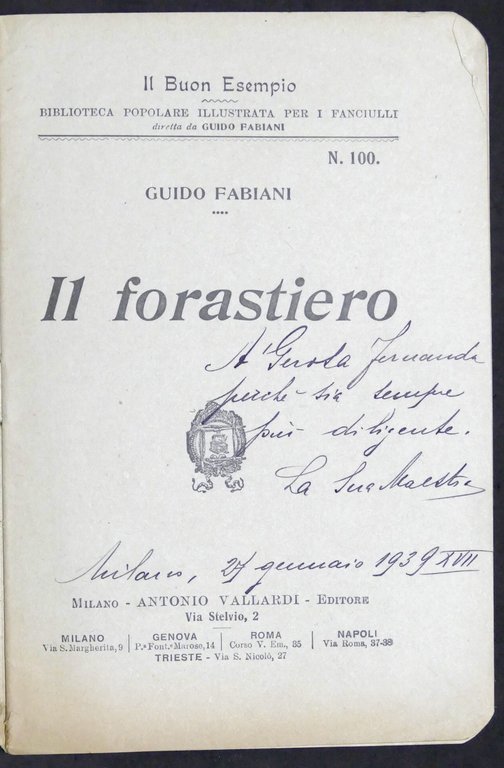 Il Buon Esempio
BIBLIOTECA POPOLARE ILLUSTRATA PER I FANCIULLI
diretta da GUIDO FABIANI
N. 100.
GUIDO FABIANI
Il forastiero
A' Gerosa Fernanda
perchè sia sempre
più diligente.
La Sua Maestra
Milano, 27 gennaio 1939 XVII
MILANO - ANTONIO VALLARDI - EDITORE
Via Stelvio, 2
MILANO GENOVA ROMA NAPOLI
Via S. Margherita, 9 P.a Font.e Marose, 14 Corso V. Em., 35 Via Roma, 37-38
TRIESTE - Via S. Nicolò, 27